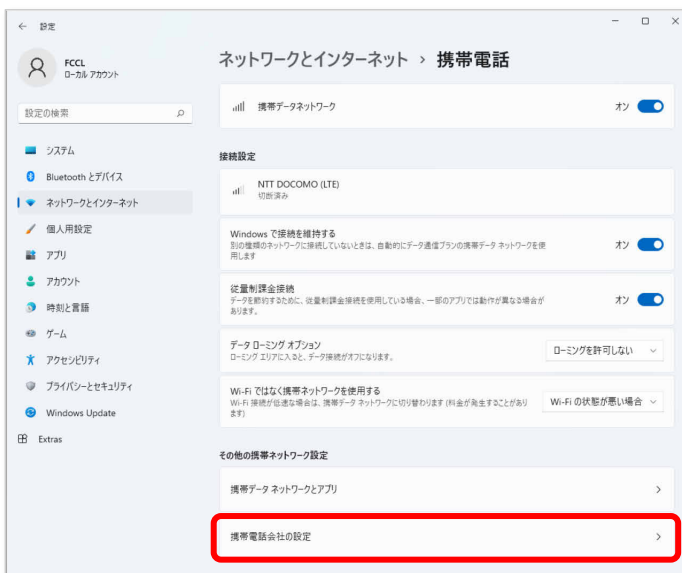 ← 設定
FCCL
ローカル アカウント
設定の検索
システム
Bluetooth とデバイス
ネットワークとインターネット
個人用設定
アプリ
アカウント
時刻と言語
ゲーム
アクセシビリティ
プライバシーとセキュリティ
Windows Update
Extras
ネットワークとインターネット › 携帯電話
携帯データネットワーク オン
接続設定
NTT DOCOMO (LTE)
切断済み
Windows で接続を維持する
別の種類のネットワークに接続していないときは、自動的にデータ通信プランの携帯データ ネットワークを使
用します
オン
従量制課金接続
データを節約するために、従量制課金接続を使用している場合、一部のアプリでは動作が異なる場合が
あります。
オン
データ ローミング オプション
ローミング エリアに入ると、データ接続がオフになります。
ローミングを許可しない
Wi-Fi ではなく携帯ネットワークを使用する
Wi-Fi 接続が低速な場合は、携帯データ ネットワークに切り替わります (料金が発生することがあり
ます)
Wi-Fi の状態が悪い場合
その他の携帯ネットワーク設定
携帯データ ネットワークとアプリ
携帯電話会社の設定